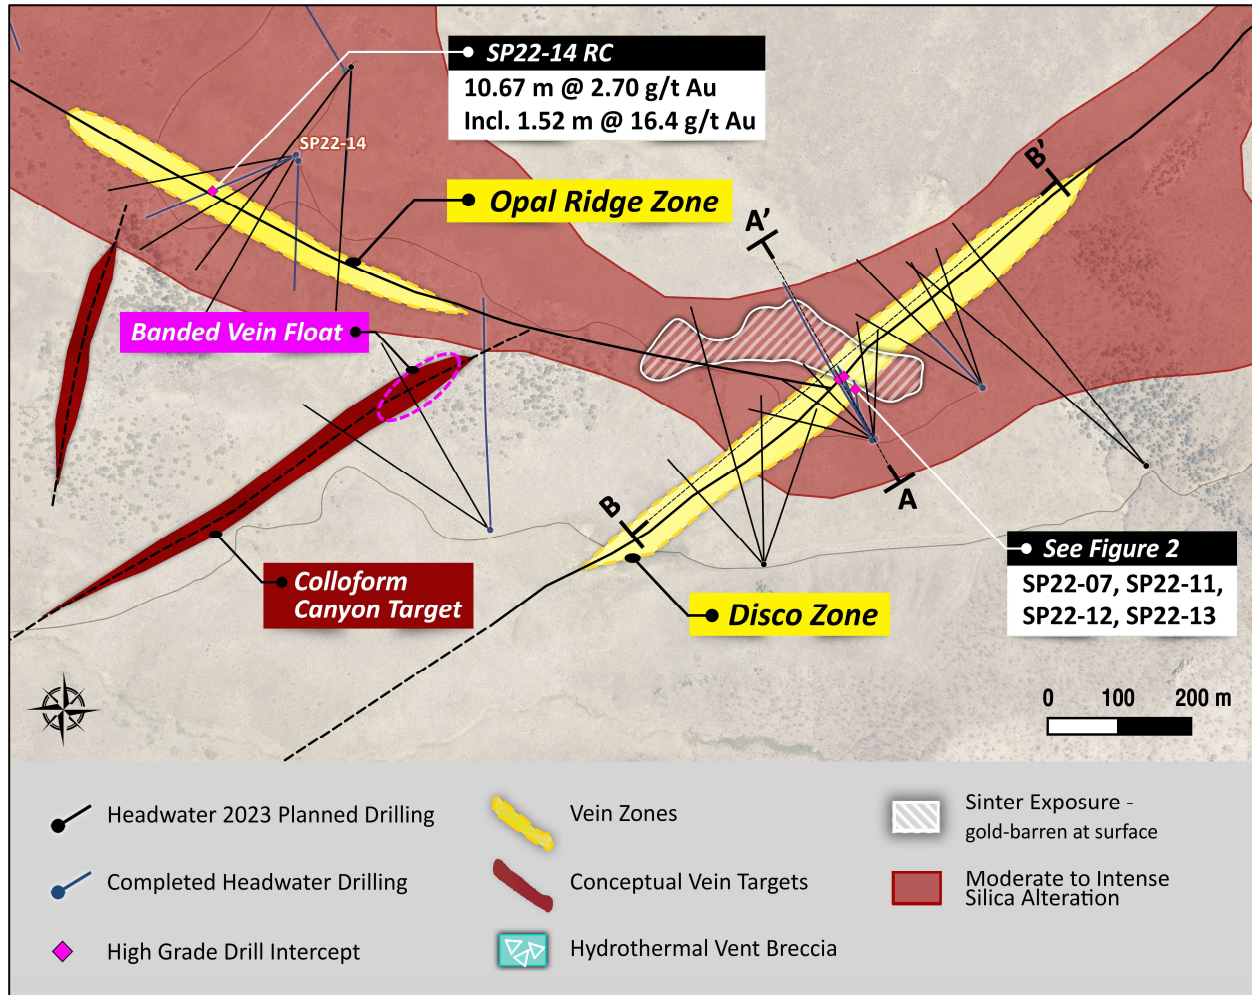 SP22-14 RC
10.67 m @ 2.70 g/t Au
Incl. 1.52 m @ 16.4 g/t Au
SP22-14
Opal Ridge Zone
B'
A'
Banded Vein Float
B
A
See Figure 2
SP22-07, SP22-11,
SP22-12, SP22-13
Colloform
Canyon Target
Disco Zone
0 100 200 m
Headwater 2023 Planned Drilling
Completed Headwater Drilling
High Grade Drill Intercept
Vein Zones
Conceptual Vein Targets
Hydrothermal Vent Breccia
Sinter Exposure -
gold-barren at surface
Moderate to Intense
Silica Alteration